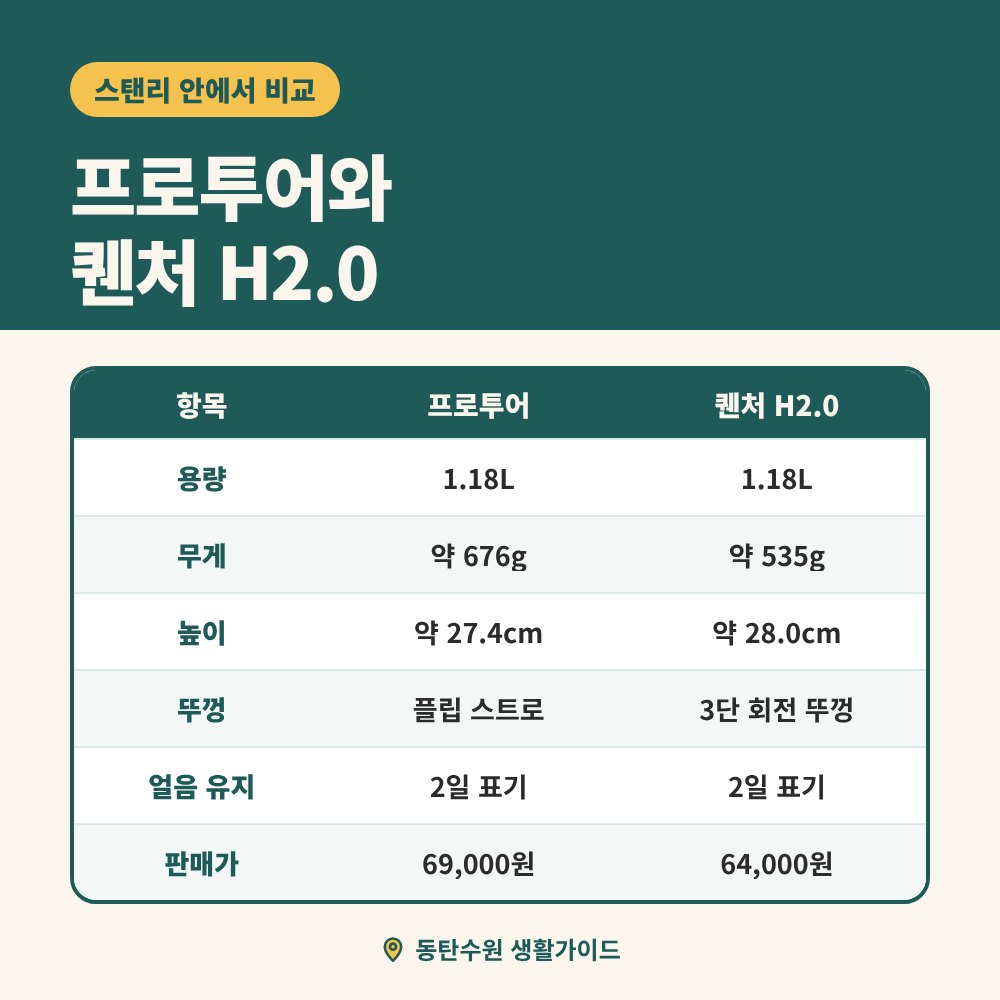 스탠리 안에서 비교
프로투어와
퀜처 H2.0
항목 프로투어 퀜처 H2.0
용량 1.18L 1.18L
무게 약 676g 약 535g
높이 약 27.4cm 약 28.0cm
뚜껑 플립 스트로 3단 회전 뚜껑
얼음 유지 2일 표기 2일 표기
판매가 69,000원 64,000원
동탄수원 생활가이드